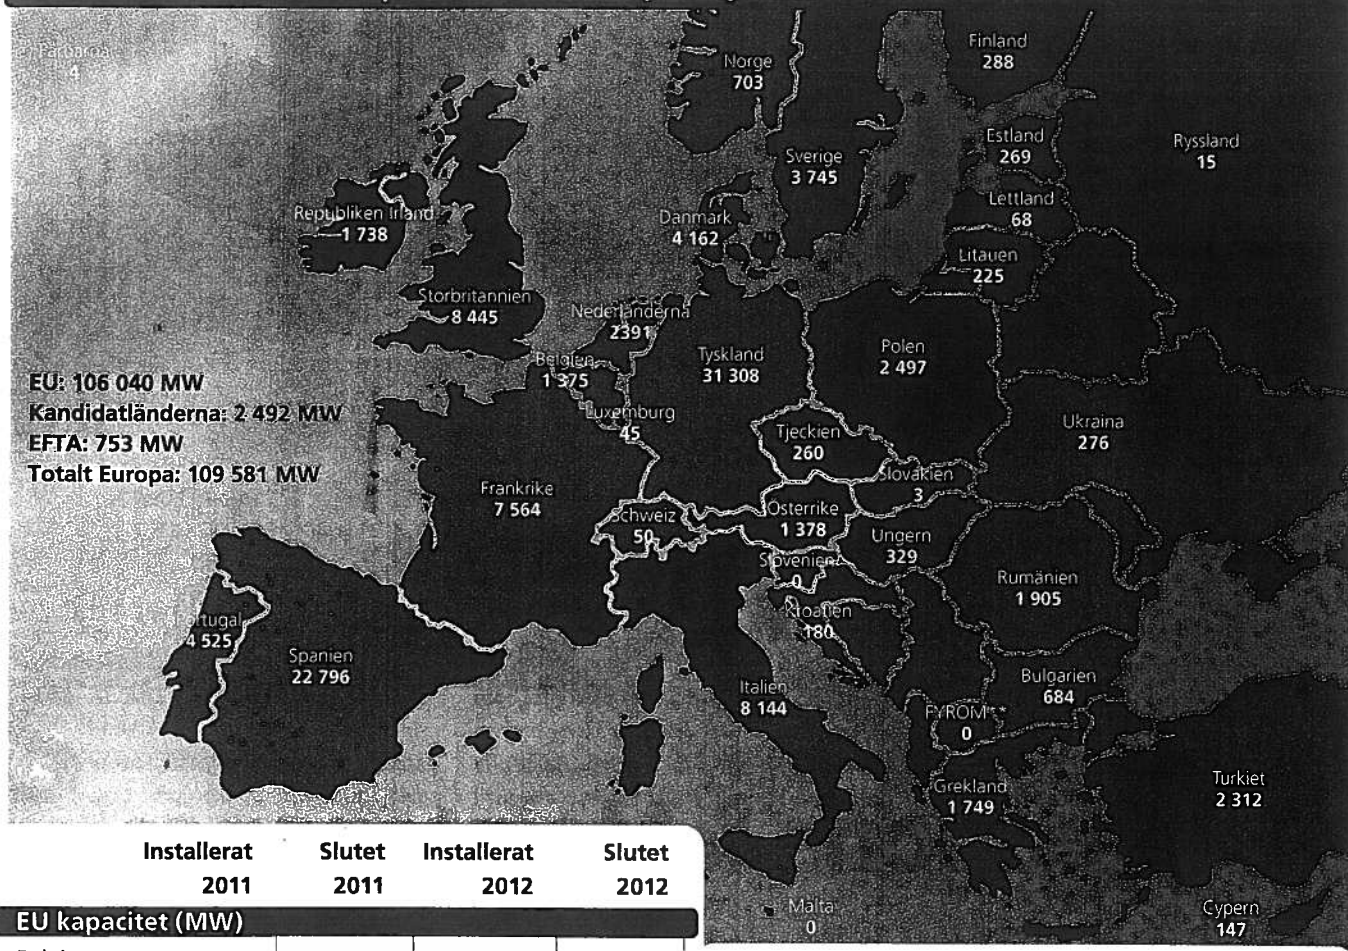 Färöarna
4
Norge
703
Finland
288
Sverige
3 745
Estland
269
Ryssland
15
Lettland
68
Republiken Irland
1 738
Danmark
4 162
Litauen
225
Storbritannien
8 445
Nederländerna
2391
Belgien
1 375
Tyskland
31 308
Polen
2 497
EU: 106 040 MW
Kandidatländerna: 2 492 MW
EFTA: 753 MW
Totalt Europa: 109 581 MW
Luxemburg
45
Tjeckien
260
Ukraina
276
Slovakien
3
Frankrike
7 564
Schweiz
50
Österrike
1 378
Ungern
329
Slovenien
0
Rumänien
1 905
Kroatien
180
Portugal
4 525
Spanien
22 796
Italien
8 144
Bulgarien
684
FYROM**
0
Grekland
1 749
Turkiet
2 312
Malta
0
Cypern
147
Installerat Slutet Installerat Slutet
2011 2011 2012 2012
EU kapacitet (MW)